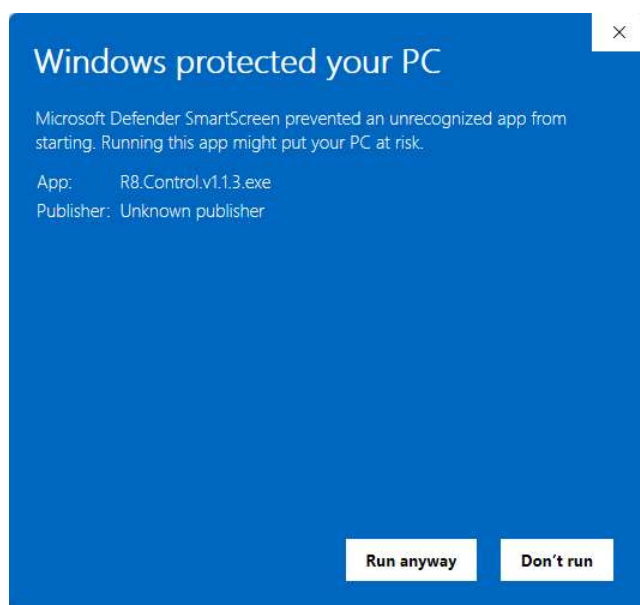 Windows protected your PC
Microsoft Defender SmartScreen prevented an unrecognized app from
starting. Running this app might put your PC at risk.
App: R8.Control.v1.1.3.exe
Publisher: Unknown publisher
Run anyway
Don't run